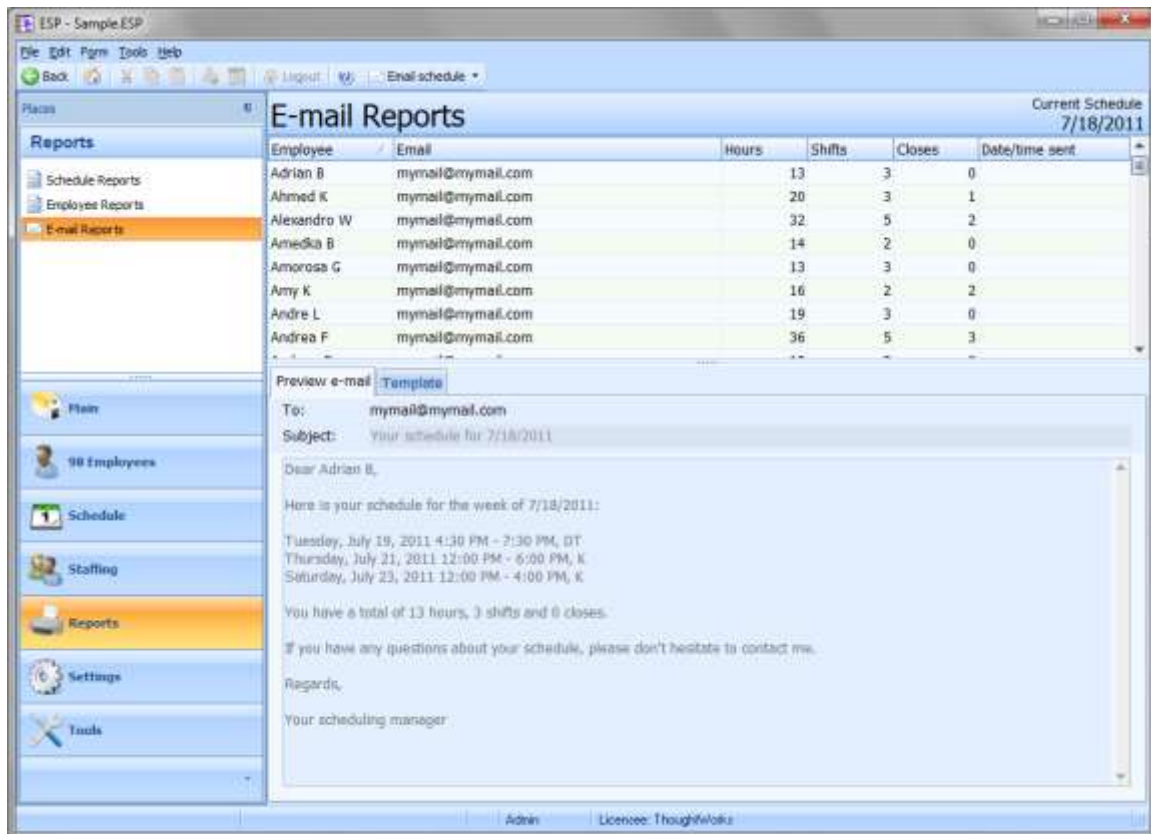 ESP - Sample.ESP
File Edit Form Tools Help
Back Logout Email schedule
Places
Reports
Schedule Reports
Employee Reports
E-mail Reports
Main
98 Employees
Schedule
Staffing
Reports
Settings
Tools
E-mail Reports
Current Schedule
7/18/2011
Employee Email Hours Shifts Closes Date/time sent
Adrian B mymail@mymail.com 13 3 0
Ahmed K mymail@mymail.com 20 3 1
Alexandro W mymail@mymail.com 32 5 2
Amedka B mymail@mymail.com 14 2 0
Amorosa G mymail@mymail.com 13 3 0
Amy K mymail@mymail.com 16 2 2
Andre L mymail@mymail.com 19 3 0
Andrea F mymail@mymail.com 36 5 3
Preview e-mail Template
To: mymail@mymail.com
Subject: Your schedule for 7/18/2011
Dear Adrian B,
Here is your schedule for the week of 7/18/2011:
Tuesday, July 19, 2011 4:30 PM - 7:30 PM, DT
Thursday, July 21, 2011 12:00 PM - 6:00 PM, K
Saturday, July 23, 2011 12:00 PM - 4:00 PM, K
You have a total of 13 hours, 3 shifts and 0 closes.
If you have any questions about your schedule, please don't hesitate to contact me.
Regards,
Your scheduling manager
Admin Licencee: ThoughtWorks